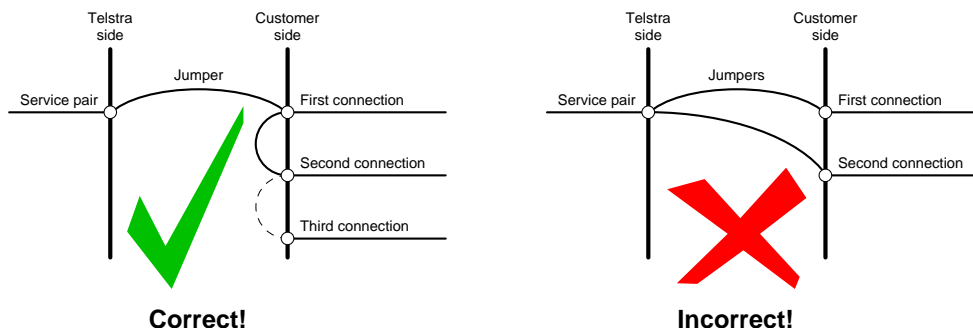 Telstra
side
Customer
side
Jumper
Service pair
First connection
Second connection
Third connection
Correct!
Telstra
side
Customer
side
Jumpers
Service pair
First connection
Second connection
Incorrect!